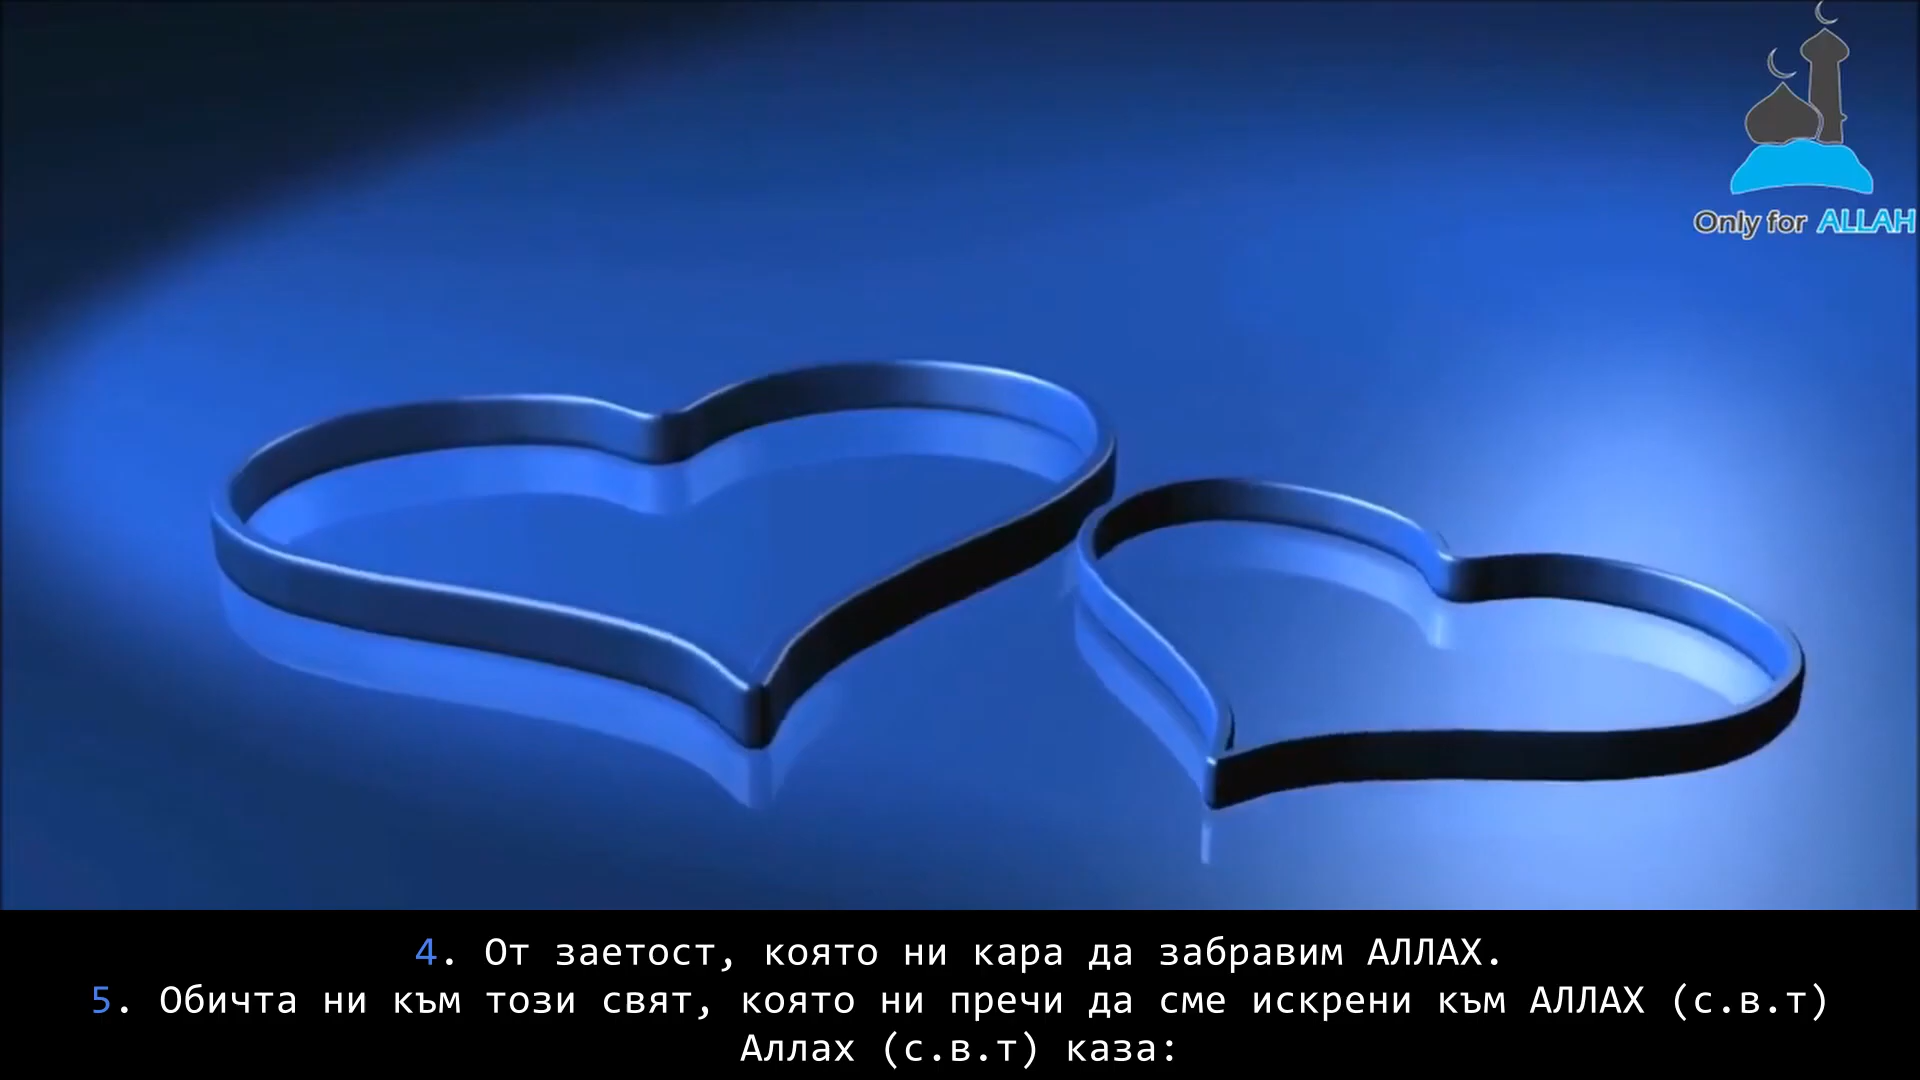 Only for ALLAH
4. От заетост, която ни кара да забравим АЛЛАХ.
5. Обичта ни към този свят, която ни пречи да сме искрени към АЛЛАХ (с.в.т)
Аллах (с.в.т) каза: